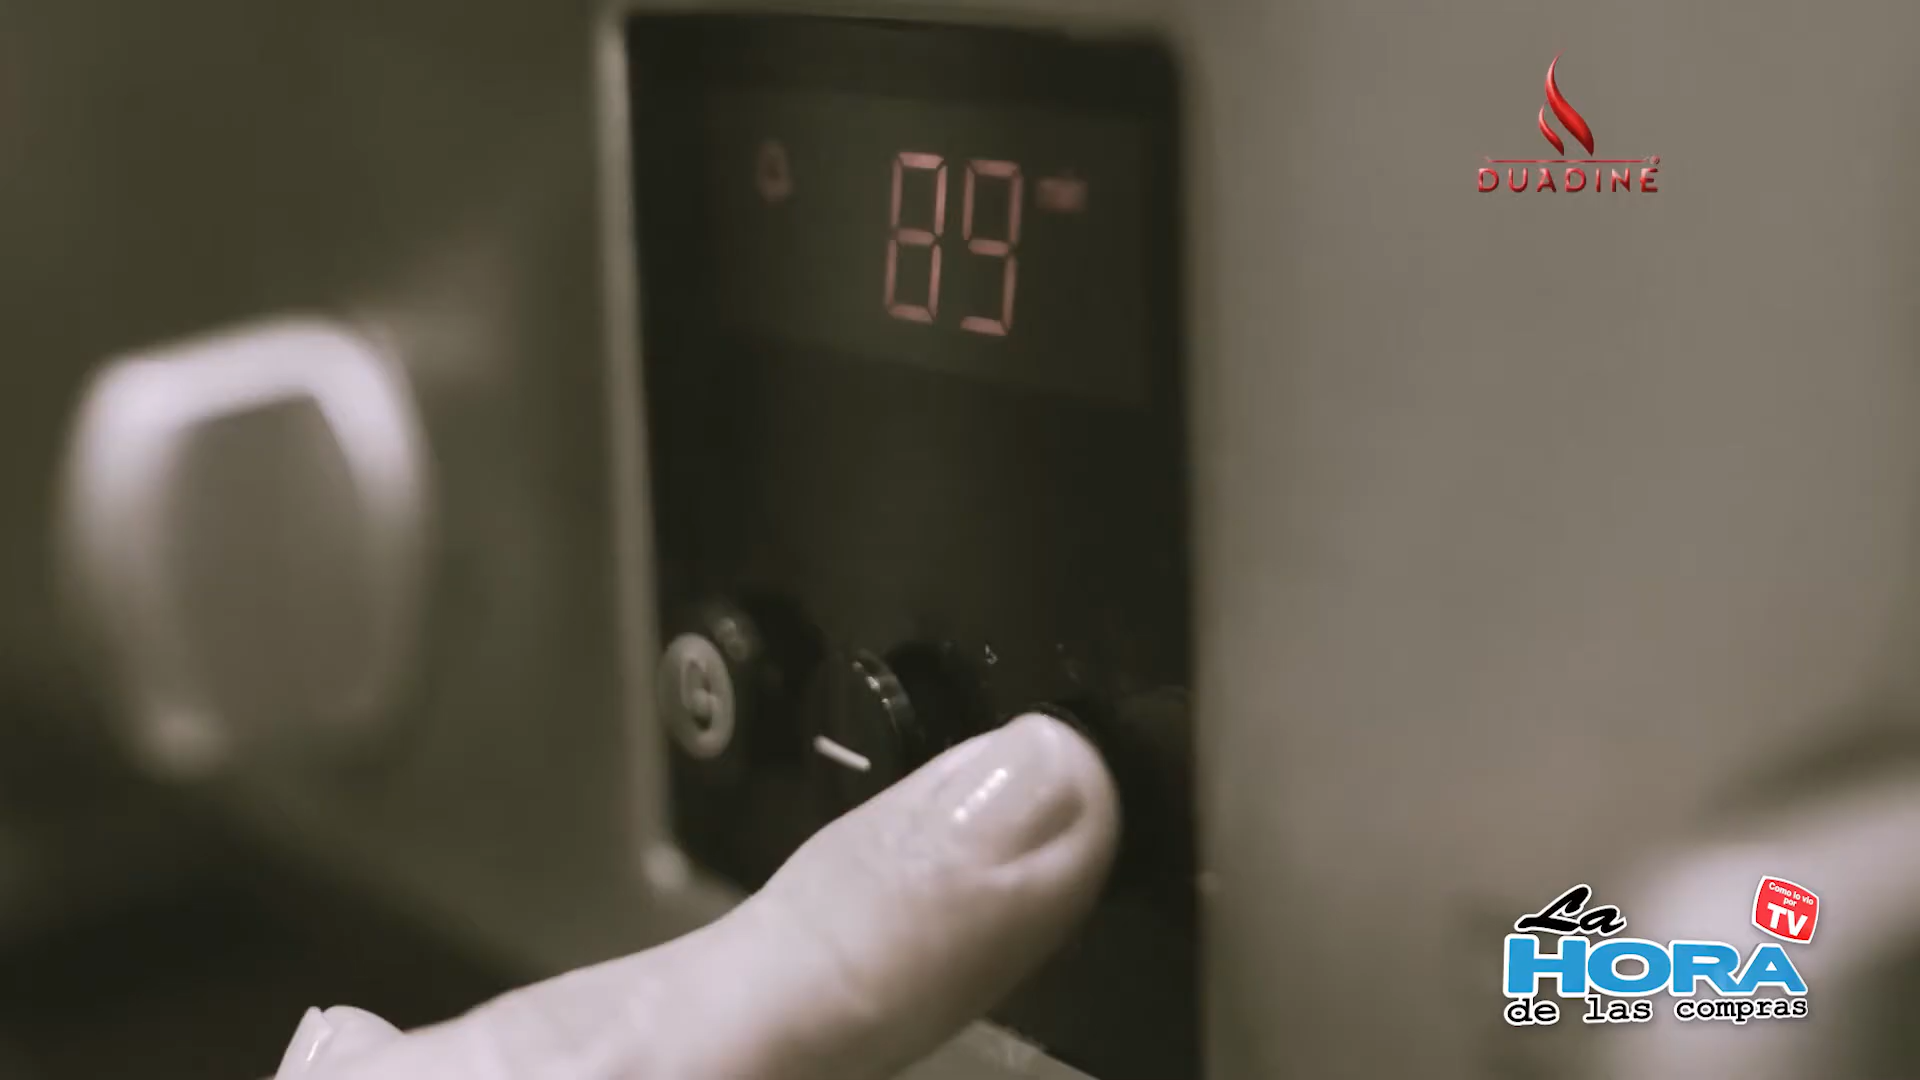 89
DUADINE
Como lo vio
por
TV
La
HORA
de las compras